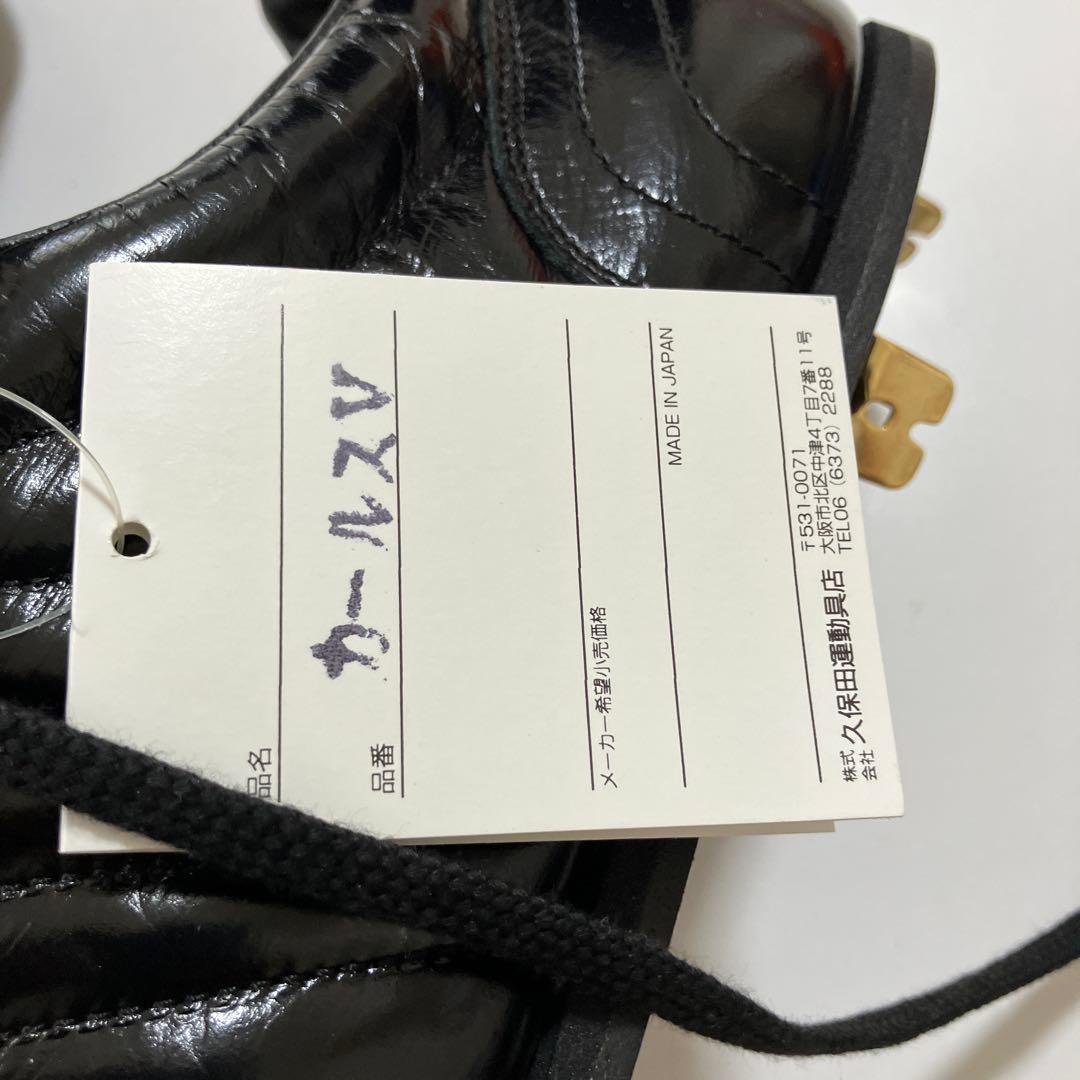 品名
品番 カールスV
メーカー希望小売価格
MADE IN JAPAN
株式会社 久保田運動具店
〒531-0071
大阪市北区中津4丁目7番11号
TEL06 (6373) 2288